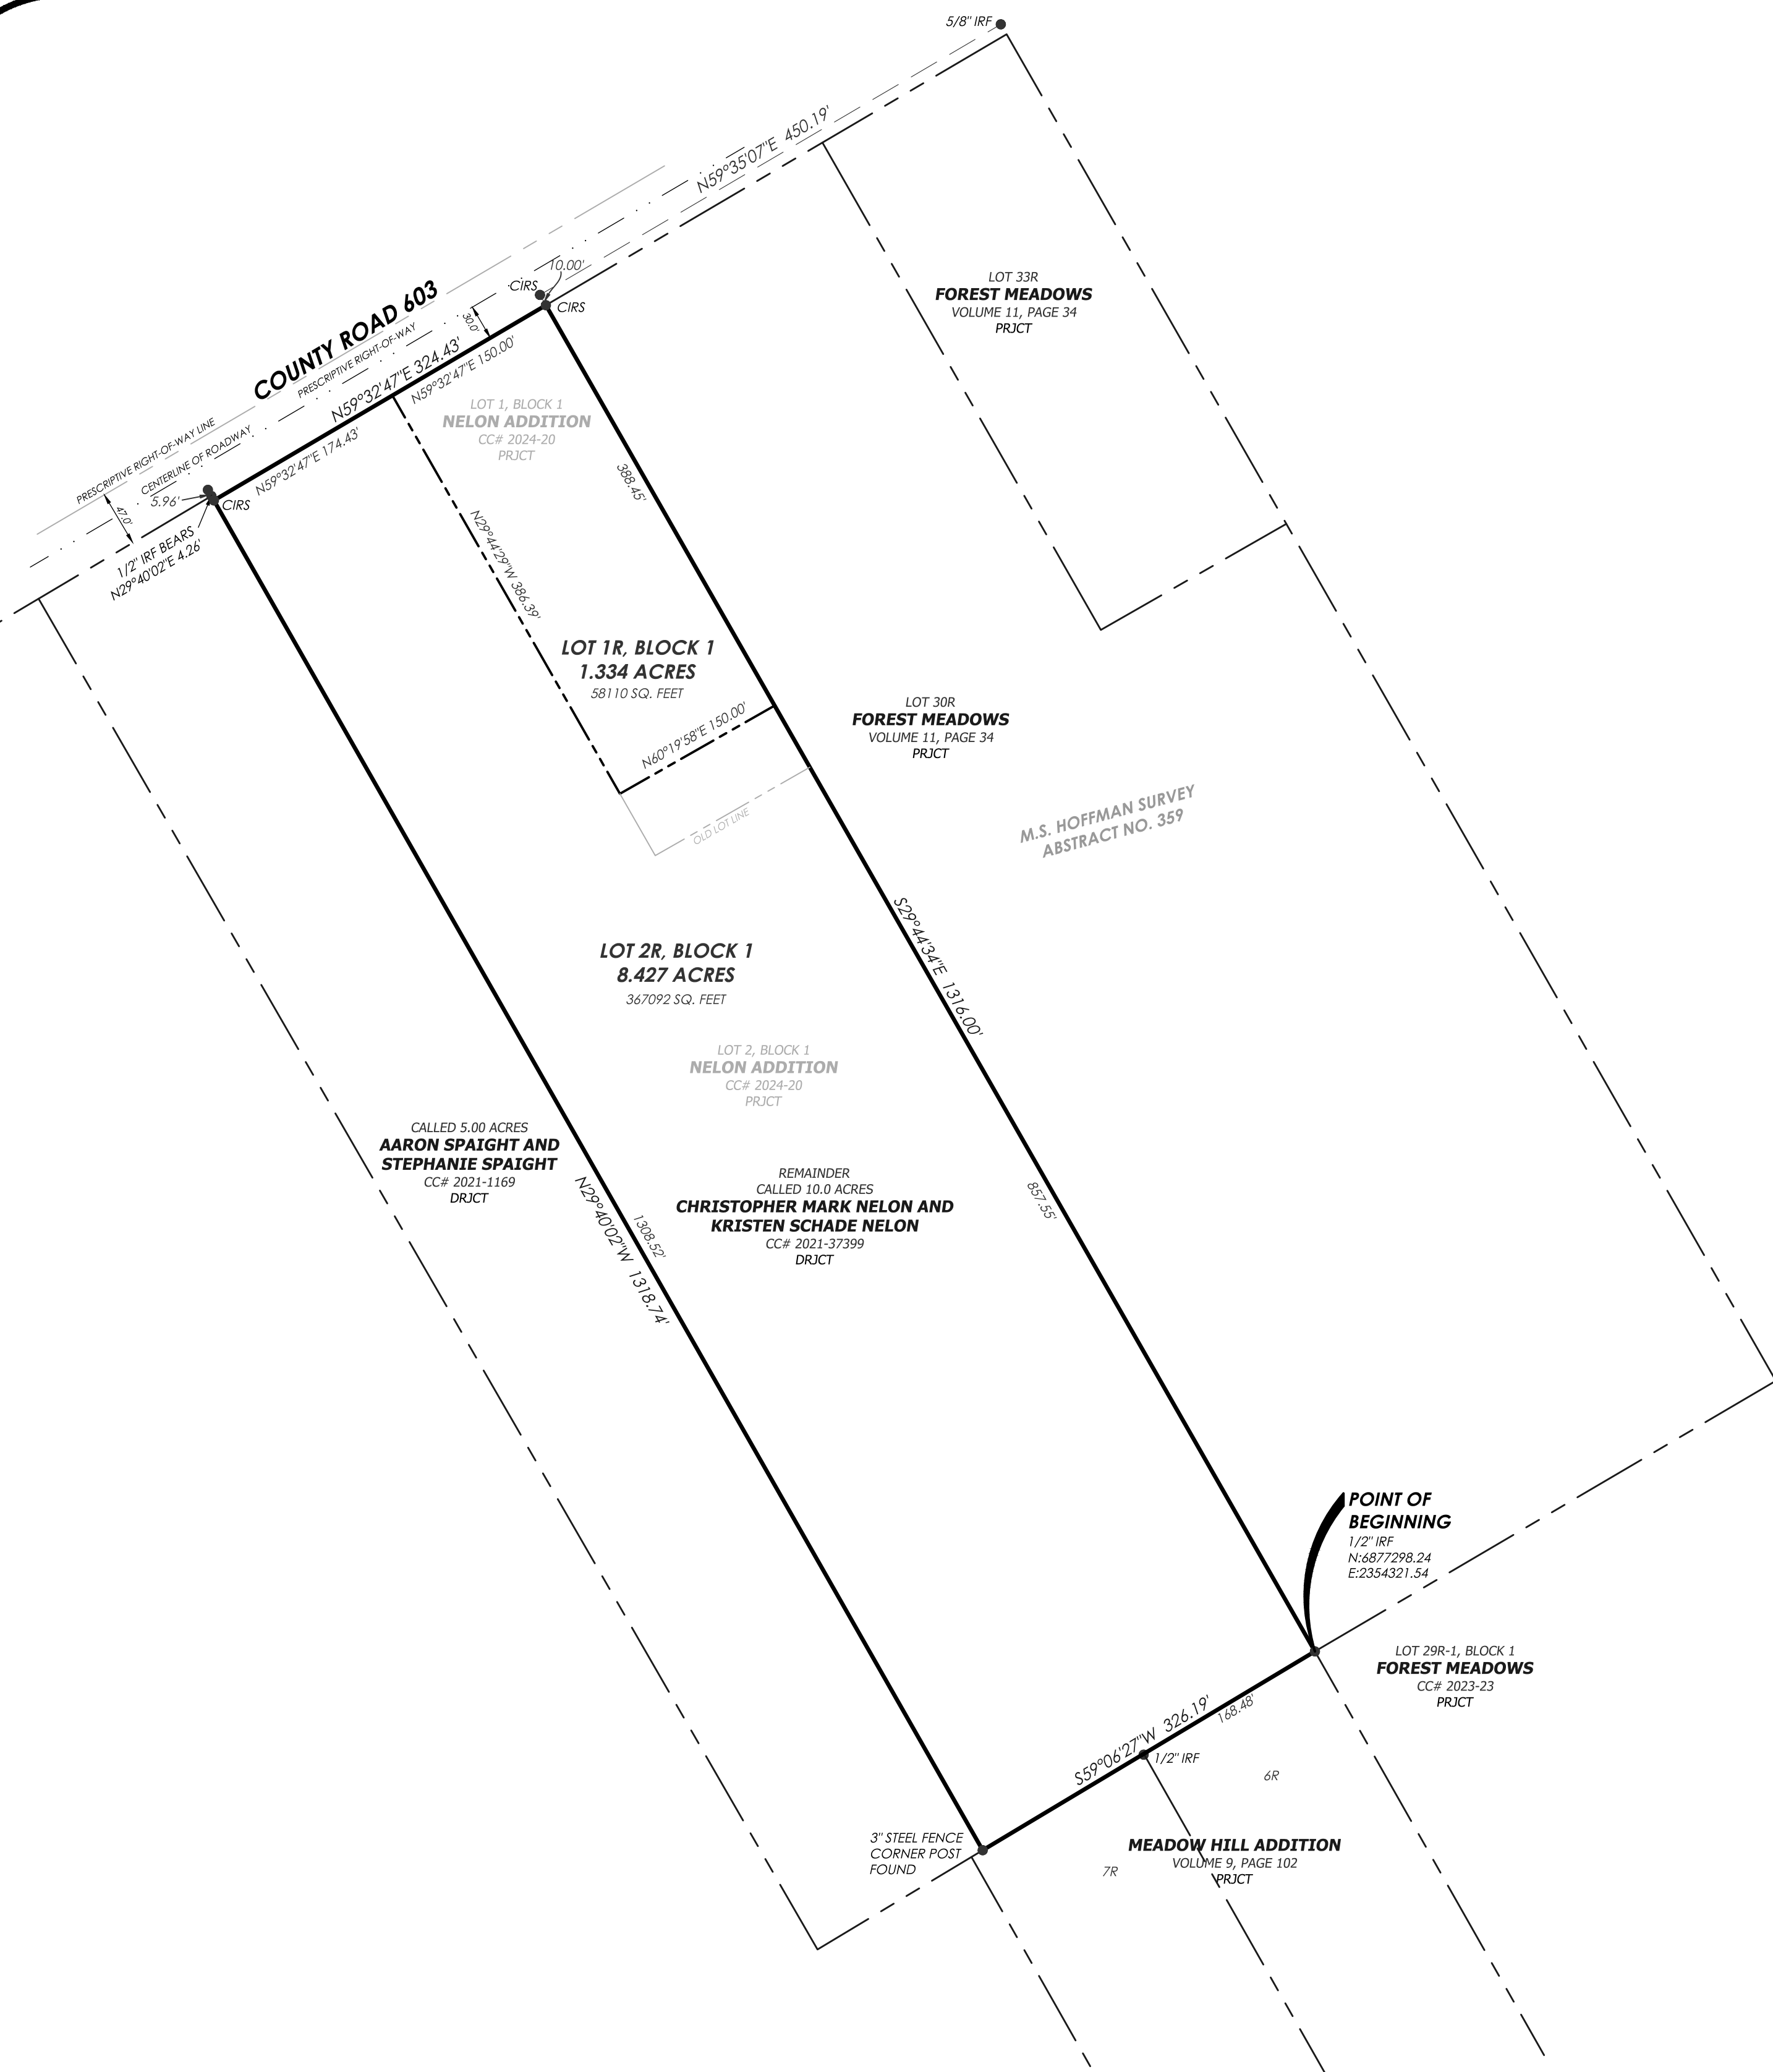 5/8" IRF
N59°35'07"E 450.19'
10.00'
CIRS
CIRS
COUNTY ROAD 603
PRESCRIPTIVE RIGHT-OF-WAY
30.0'
N59°32'47"E 324.43'
N59°32'47"E 150.00'
PRESCRIPTIVE RIGHT-OF-WAY LINE
CENTERLINE OF ROADWAY
N59°32'47"E 174.43'
5.96'
CIRS
47.0'
1/2" IRF BEARS
N29°40'02"E 4.26'
LOT 33R
FOREST MEADOWS
VOLUME 11, PAGE 34
PRJCT
LOT 1, BLOCK 1
NELON ADDITION
CC# 2024-20
PRJCT
388.45'
N29°44'29"W 386.39'
LOT 1R, BLOCK 1
1.334 ACRES
58110 SQ. FEET
N60°19'58"E 150.00'
OLD LOT LINE
LOT 30R
FOREST MEADOWS
VOLUME 11, PAGE 34
PRJCT
M.S. HOFFMAN SURVEY
ABSTRACT NO. 359
LOT 2R, BLOCK 1
8.427 ACRES
367092 SQ. FEET
S29°44'34"E 1316.00'
LOT 2, BLOCK 1
NELON ADDITION
CC# 2024-20
PRJCT
CALLED 5.00 ACRES
AARON SPAIGHT AND
STEPHANIE SPAIGHT
CC# 2021-1169
DRJCT
REMAINDER
CALLED 10.0 ACRES
CHRISTOPHER MARK NELON AND
KRISTEN SCHADE NELON
CC# 2021-37399
DRJCT
857.55'
1308.52'
N29°40'02"W 1318.74'
POINT OF
BEGINNING
1/2" IRF
N:6877298.24
E:2354321.54
LOT 29R-1, BLOCK 1
FOREST MEADOWS
CC# 2023-23
PRJCT
S59°06'27"W 326.19'
168.48'
1/2" IRF
6R
3" STEEL FENCE
CORNER POST
FOUND
7R
MEADOW HILL ADDITION
VOLUME 9, PAGE 102
PRJCT